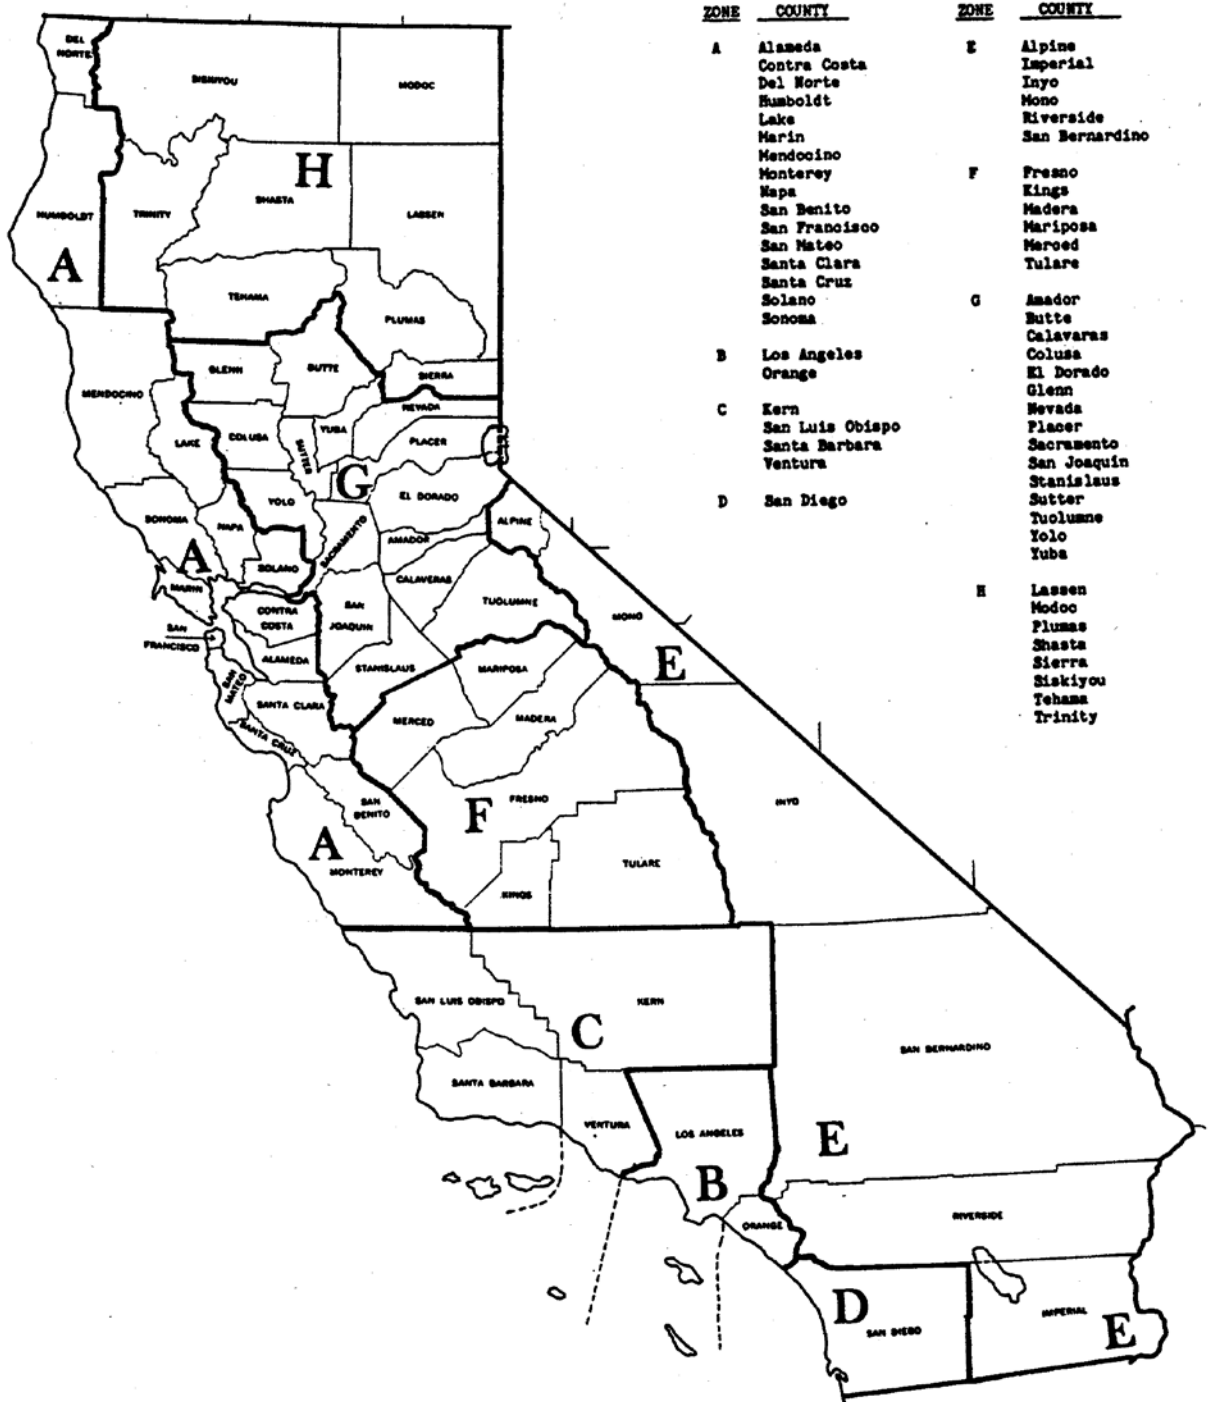 ZONE COUNTY ZONE COUNTY
A Alameda
Contra Costa
Del Norte
Humboldt
Lake
Marin
Mendocino
Monterey
Napa
San Benito
San Francisco
San Mateo
Santa Clara
Santa Cruz
Solano
Sonoma
B Los Angeles
Orange
C Kern
San Luis Obispo
Santa Barbara
Ventura
D San Diego
E Alpine
Imperial
Inyo
Mono
Riverside
San Bernardino
F Fresno
Kings
Madera
Mariposa
Merced
Tulare
G Amador
Butte
Calavaras
Colusa
El Dorado
Glenn
Nevada
Placer
Sacramento
San Joaquin
Stanislaus
Sutter
Tuolumne
Yolo
Yuba
H Lassen
Modoc
Plumas
Shasta
Sierra
Siskiyou
Tehama
Trinity
DEL
NORTE
SISKIYOU
MODOC
H
HUMBOLDT
TRINITY
SHASTA
LASSEN
A
TEHAMA
PLUMAS
GLENN
BUTTE
SIERRA
MENDOCINO
NEVADA
LAKE
COLUSA
SUTTER
YUBA
PLACER
G
YOLO
EL DORADO
SONOMA
NAPA
SACRAMENTO
ALPINE
A
AMADOR
SOLANO
MARIN
CALAVERAS
CONTRA
COSTA
SAN
JOAQUIN
TUOLUMNE
MONO
SAN
FRANCISCO
ALAMEDA
STANISLAUS
MARIPOSA
E
SAN
MATEO
SANTA CLARA
MERCED
MADERA
SANTA CRUZ
SAN
BENITO
FRESNO
F
INYO
A
MONTEREY
TULARE
KINGS
SAN LUIS OBISPO
KERN
C
SAN BERNARDINO
SANTA BARBARA
VENTURA
LOS ANGELES
E
B
ORANGE
RIVERSIDE
D
SAN DIEGO
IMPERIAL
E